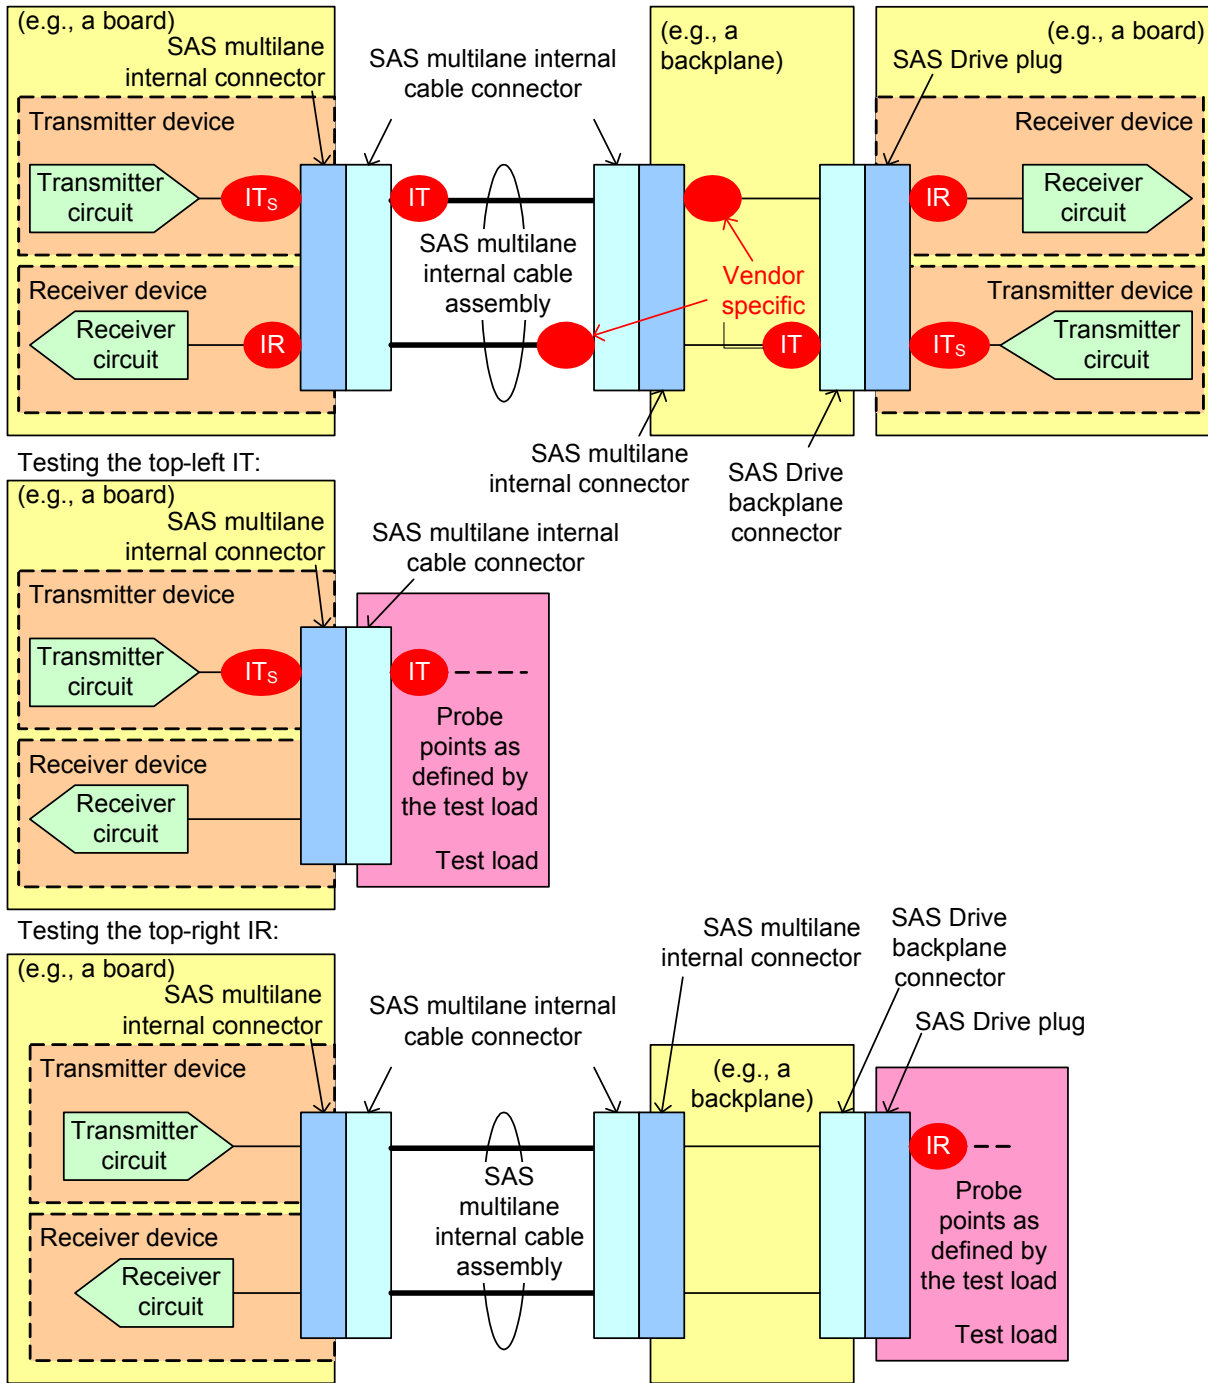 (e.g., a board)
SAS multilane
internal connector
SAS multilane internal
cable connector
(e.g., a
backplane)
(e.g., a board)
SAS Drive plug
Transmitter device
Transmitter
circuit
ITS
IT
IR
Receiver device
Receiver
circuit
SAS multilane
internal cable
assembly
Vendor
specific
Receiver device
Receiver
circuit
IR
IT
ITS
Transmitter device
Transmitter
circuit
SAS multilane
internal connector
SAS Drive
backplane
connector
Testing the top-left IT:
(e.g., a board)
SAS multilane
internal connector
SAS multilane internal
cable connector
Transmitter device
Transmitter
circuit
ITS
IT
Receiver device
Receiver
circuit
Probe
points as
defined by
the test load
Test load
Testing the top-right IR:
(e.g., a board)
SAS multilane
internal connector
SAS multilane internal
cable connector
SAS multilane
internal connector
SAS Drive
backplane
connector
SAS Drive plug
Transmitter device
Transmitter
circuit
(e.g., a
backplane)
IR
Receiver device
Receiver
circuit
SAS
multilane
internal cable
assembly
Probe
points as
defined by
the test load
Test load